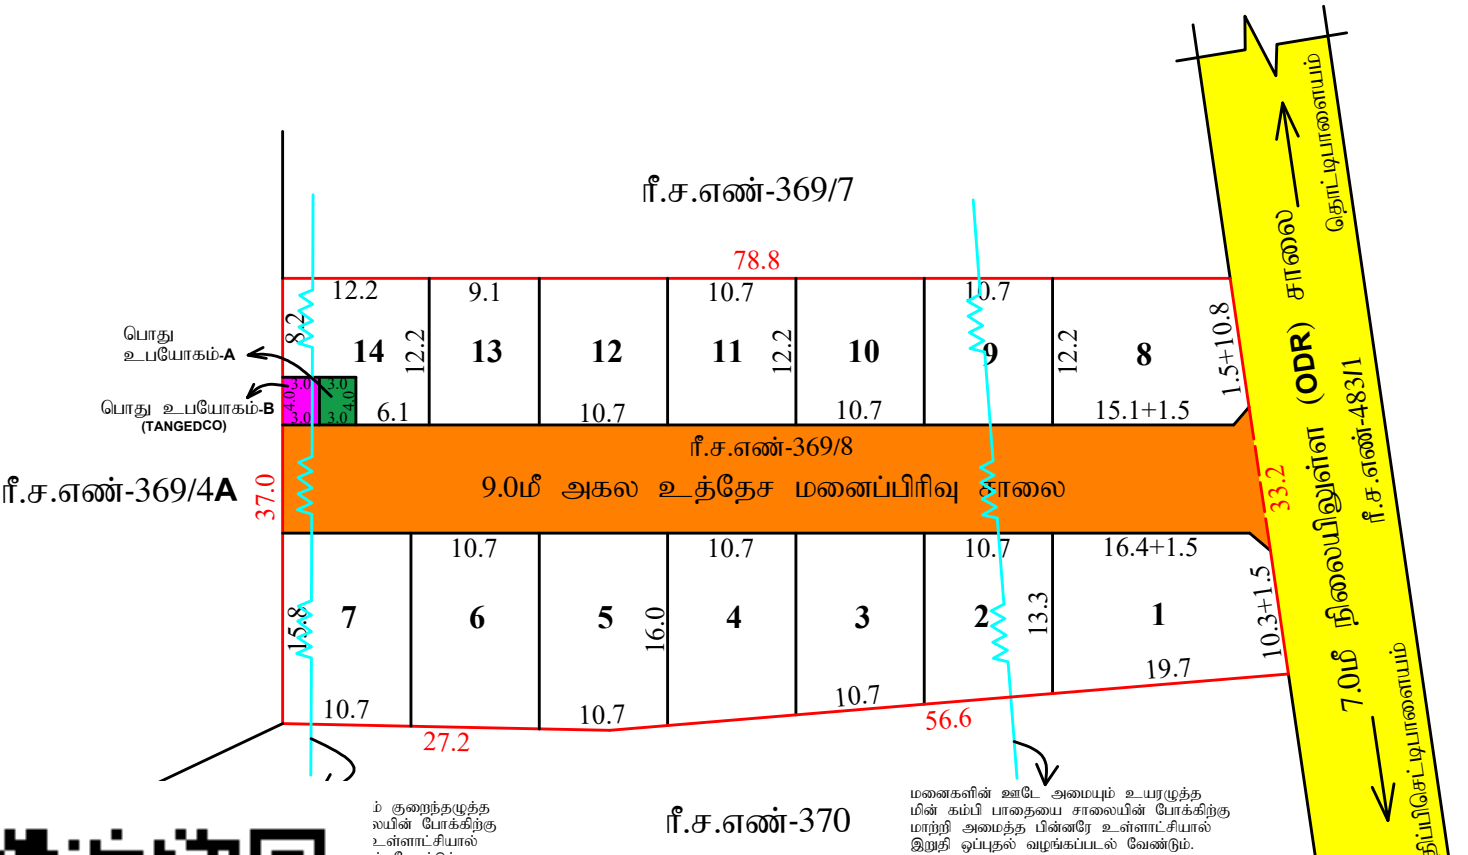 ரீ.ச.எண்-369/7
78.8
12.2
9.1
10.7
10.7
8.2
14
12.2
13
12
11
12.2
10
9
12.2
8
1.5+10.8
பொது
உபயோகம்-A
பொது உபயோகம்-B
(TANGEDCO)
3.0
3.0
4.0
4.0
3.0
3.0
6.1
10.7
10.7
15.1+1.5
ரீ.ச.எண்-369/8
9.0மீ அகல உத்தேச மனைப்பிரிவு சாலை
ரீ.ச.எண்-369/4A
37.0
33.2
10.7
10.7
10.7
16.4+1.5
15.8
7
6
5
16.0
4
3
2
13.3
1
10.3+1.5
10.7
10.7
10.7
19.7
27.2
56.6
தொட்டிபாளையம்
7.0மீ நிலையிலுள்ள (ODR) சாலை
ரீ.ச.எண்-483/1
ரீ.ச.எண்-370
குறைந்தழுத்த
போக்கிற்கு
உள்ளாட்சியால்
மனைகளின் ஊடே அமையும் உயரழுத்த
மின் கம்பி பாதையை சாலையின் போக்கிற்கு
மாற்றி அமைத்த பின்னரே உள்ளாட்சியால்
இறுதி ஒப்புதல் வழங்கப்படல் வேண்டும்.